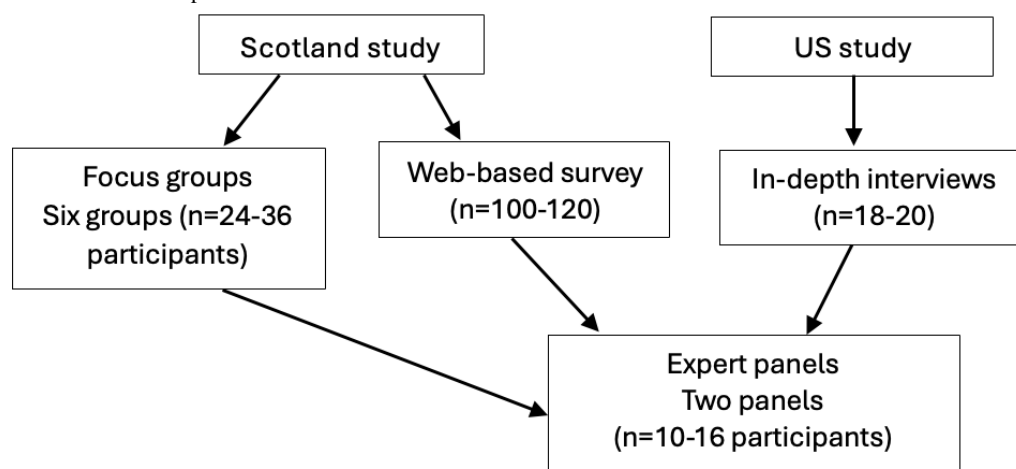 Scotland study
US study
Focus groups
Six groups (n=24-36
participants)
Web-based survey
(n=100-120)
In-depth interviews
(n=18-20)
Expert panels
Two panels
(n=10-16 participants)